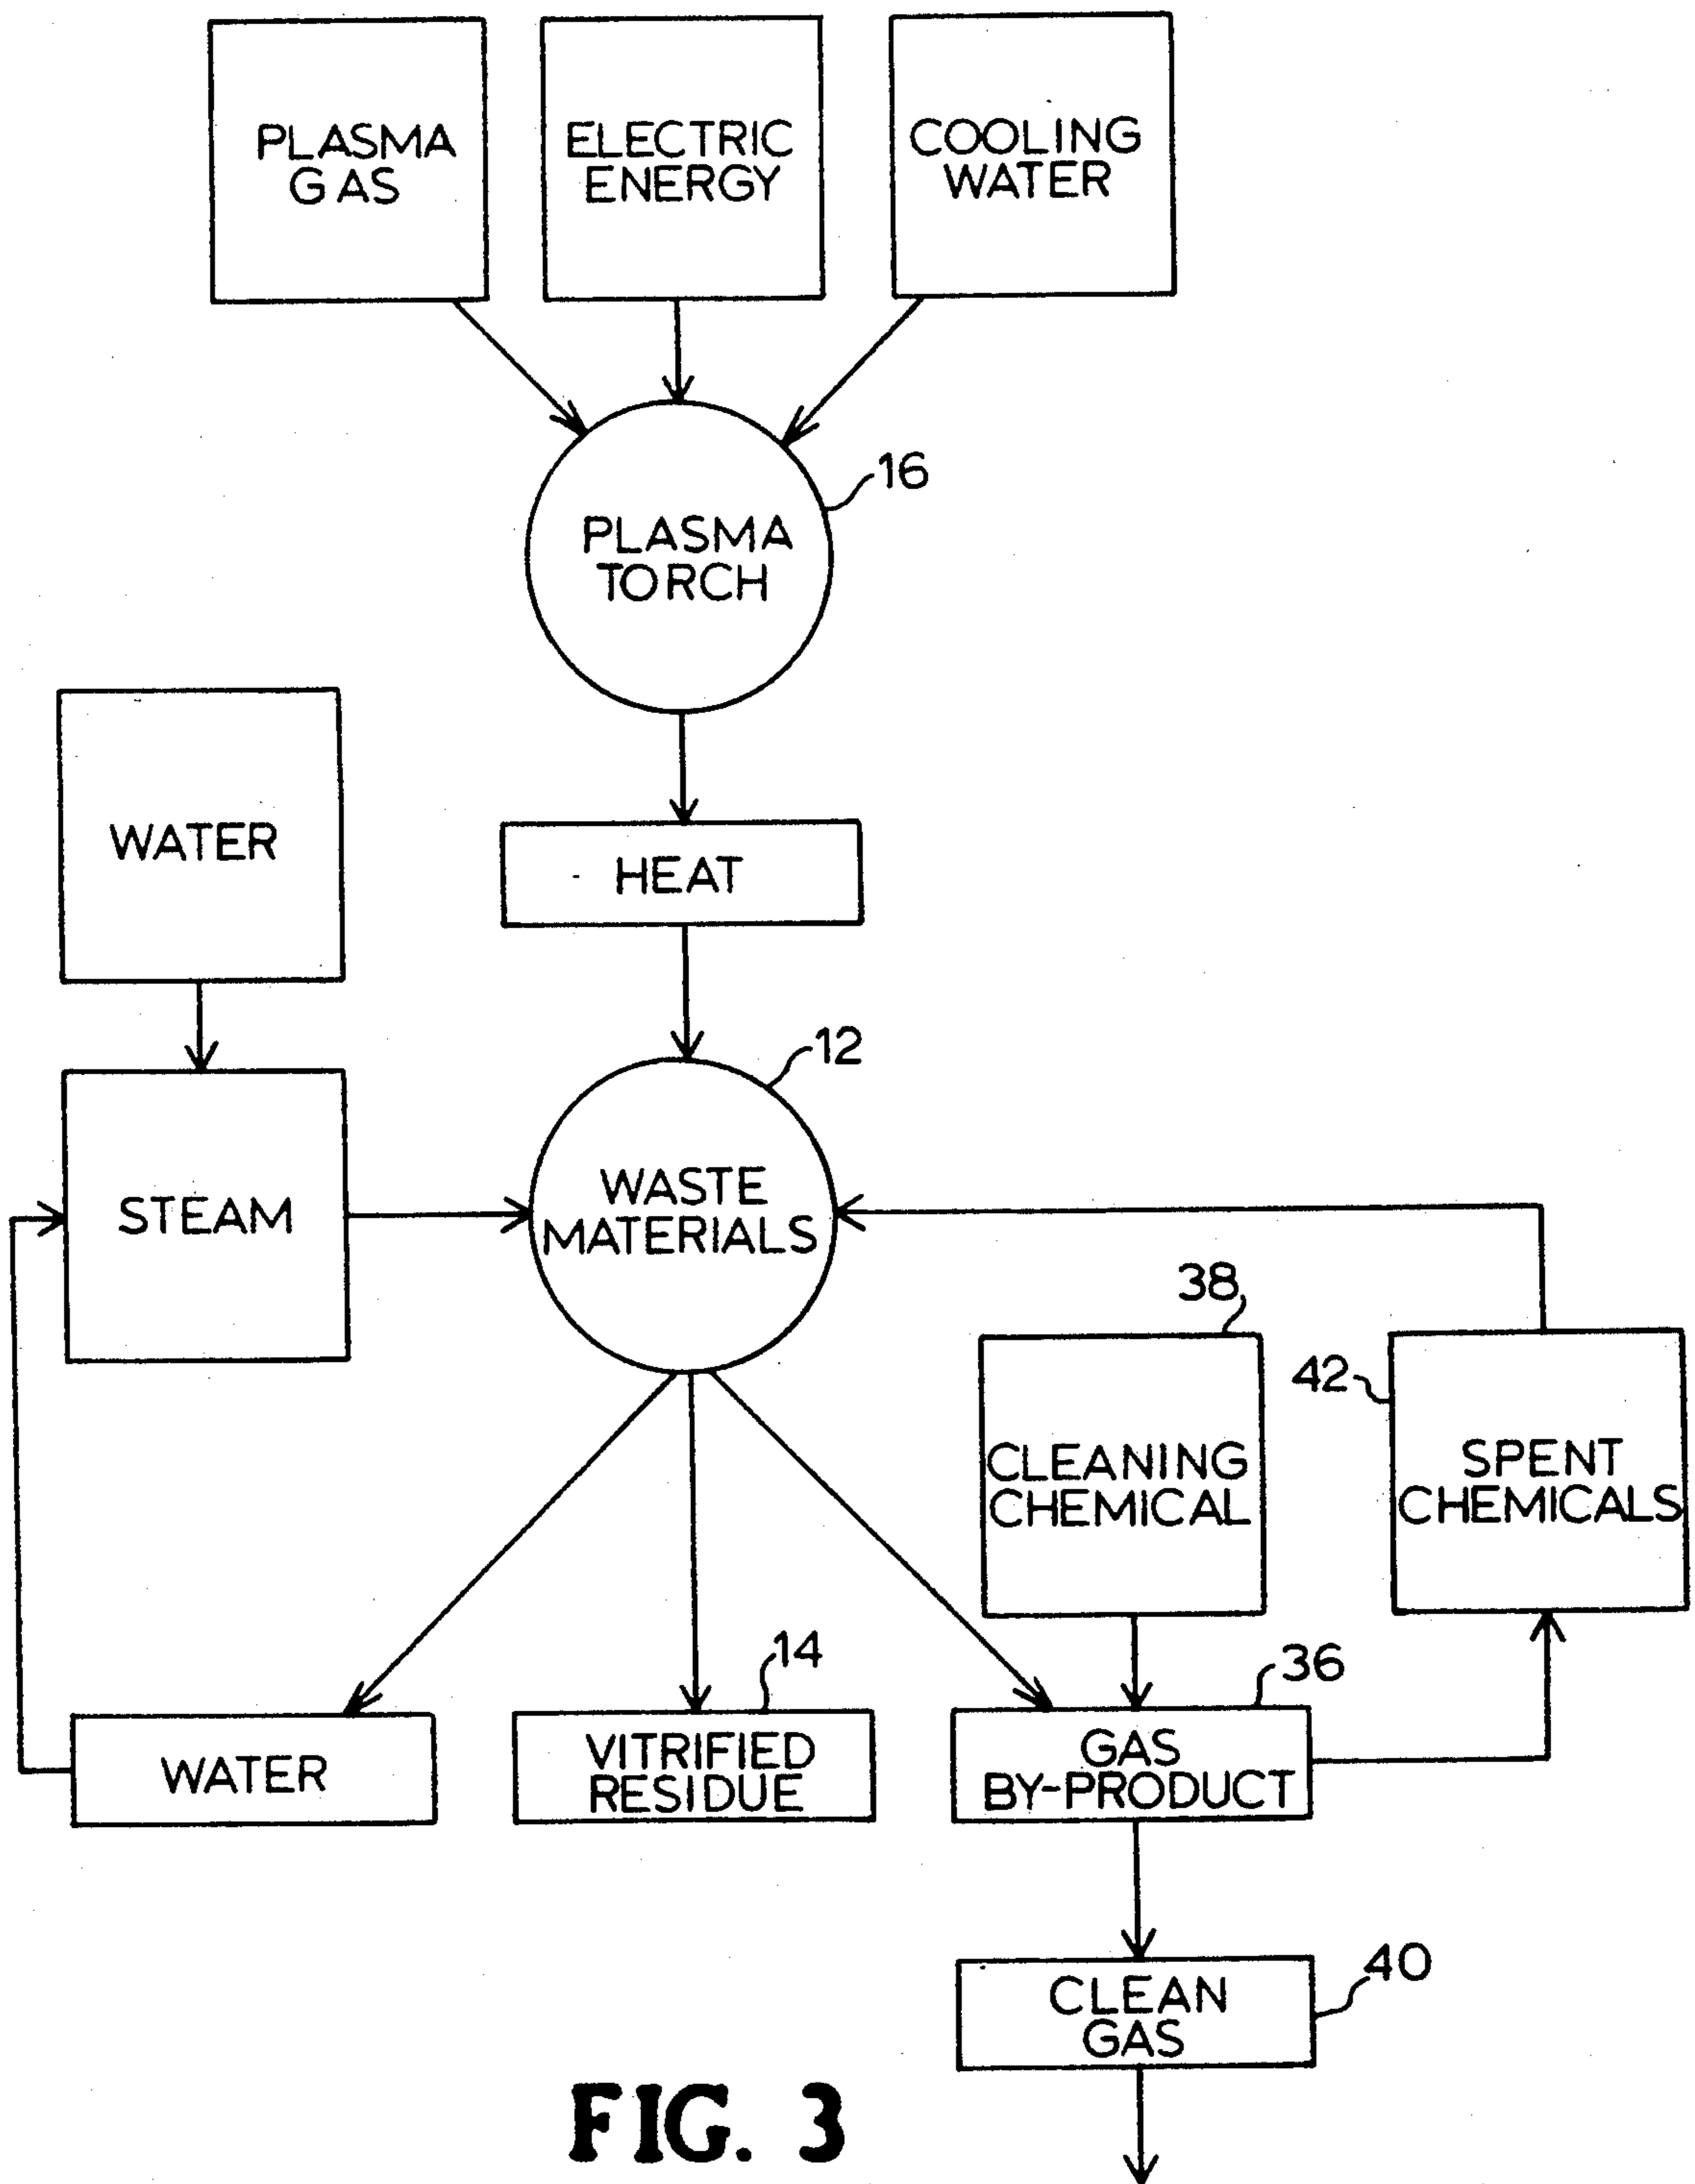 PLASMA
GAS
ELECTRIC
ENERGY
COOLING
WATER
16
PLASMA
TORCH
WATER
HEAT
12
STEAM
WASTE
MATERIALS
38
CLEANING
CHEMICAL
42
SPENT
CHEMICALS
WATER
14
VITRIFIED
RESIDUE
36
GAS
BY-PRODUCT
40
CLEAN
GAS
FIG. 3